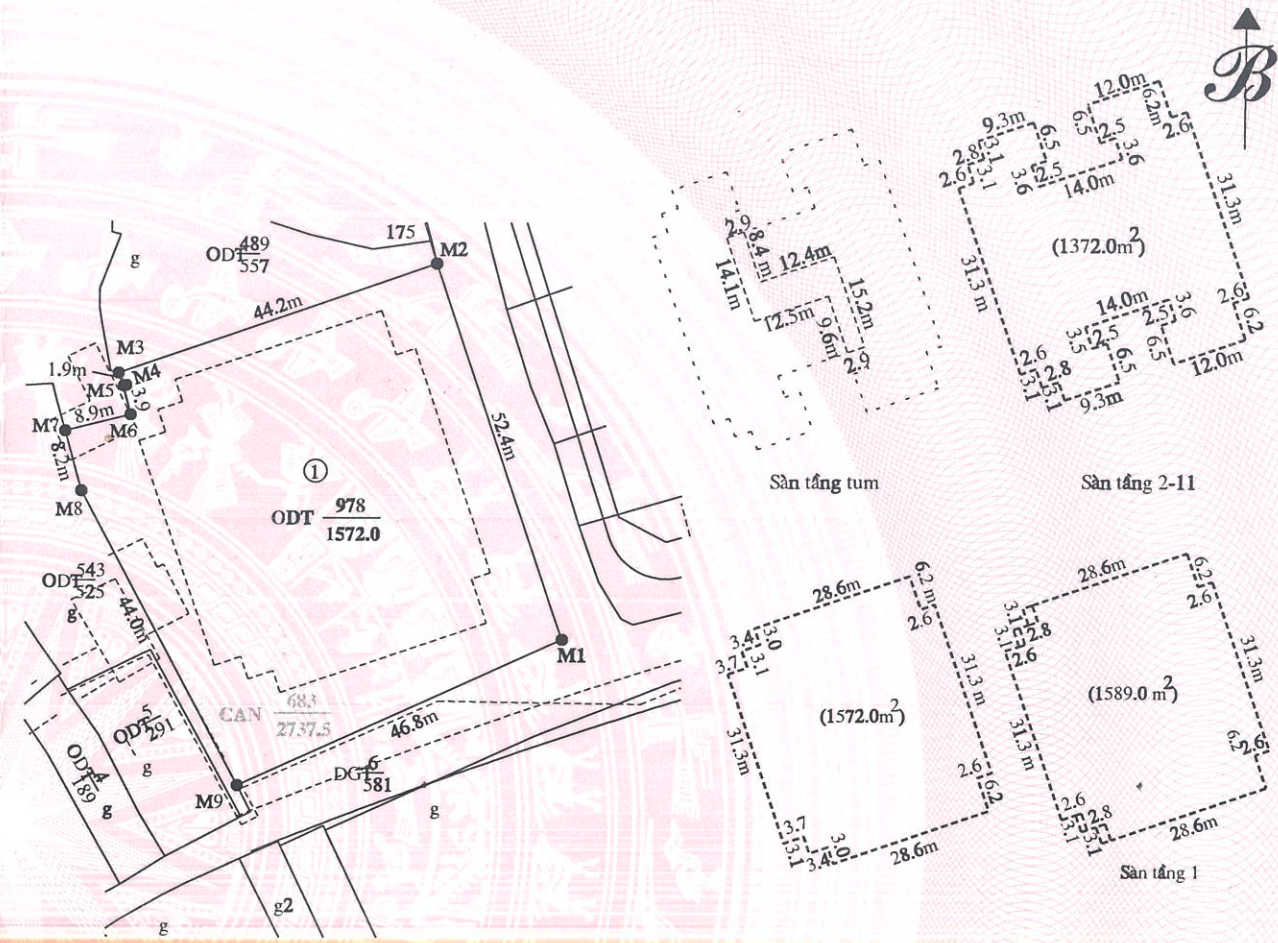 B
175
M2
ODT 489
557
g
44.2m
M3
1.9m
M4
M5
3.9
8.9m
M6
M7
8.2m
M8
52.4m
1
ODT 978
1572.0
ODT 543
525
g
44.0m
M1
CAN 683
2737.5
46.8m
ODT 5
291
g
ODT 4
189
g
M9
DGT 6
581
g
g2
g
2.9
8.4 m
12.4m
14.1m
12.5m
9.6m
15.2m
2.9
Sàn tầng tum
12.0m
6.2m
2.6
9.3m
6.5
6.5
2.5
3.6
2.8
3.1
2.6
3.1
3.6
2.5
14.0m
31.3m
(1372.0m2)
31.3 m
14.0m
3.6
2.6
2.5
6.2
3.5
2.5
6.5
6.5
2.6
2.8
3.1
3.1
9.3m
12.0m
Sàn tầng 2-11
28.6m
6.2 m
2.6
3.4
3.0
3.7
3.1
31.3 m
(1572.0m2)
31.3m
2.6
6.2
3.7
3.1
3.4
3.0
28.6m
28.6m
6.2
2.6
3.1
2.8
3.1
2.6
31.3m
(1589.0 m2)
31.3 m
6.2
2.6
2.6
2.8
3.1
3.1
28.6m
Sàn tầng 1